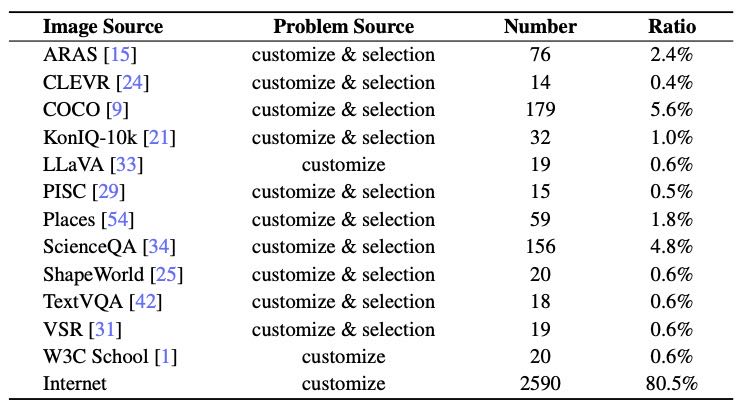 Image Source Problem Source Number Ratio
ARAS [15] customize & selection 76 2.4%
CLEVR [24] customize & selection 14 0.4%
COCO [9] customize & selection 179 5.6%
KonIQ-10k [21] customize & selection 32 1.0%
LLaVA [33] customize 19 0.6%
PISC [29] customize & selection 15 0.5%
Places [54] customize & selection 59 1.8%
ScienceQA [34] customize & selection 156 4.8%
ShapeWorld [25] customize & selection 20 0.6%
TextVQA [42] customize & selection 18 0.6%
VSR [31] customize & selection 19 0.6%
W3C School [1] customize 20 0.6%
Internet customize 2590 80.5%